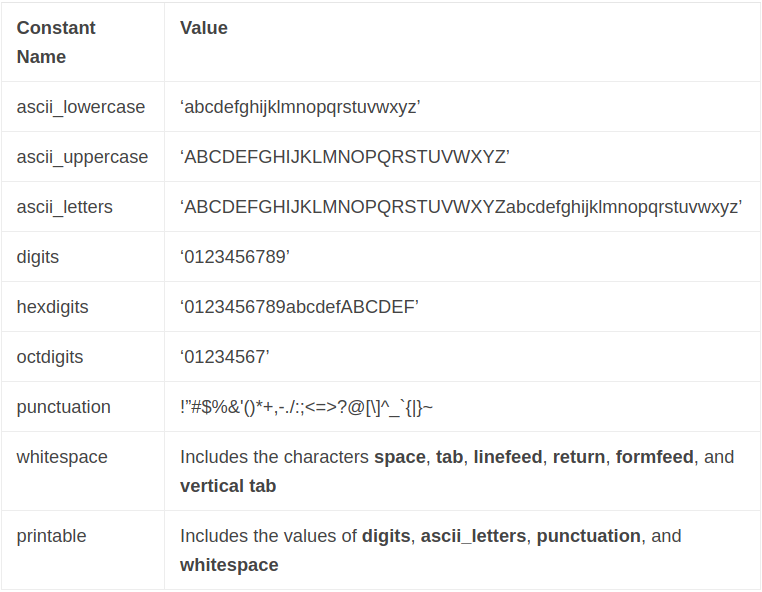 Constant Name Value
ascii_lowercase ‘abcdefghijklmnopqrstuvwxyz’
ascii_uppercase ‘ABCDEFGHIJKLMNOPQRSTUVWXYZ’
ascii_letters ‘ABCDEFGHIJKLMNOPQRSTUVWXYZabcdefghijklmnopqrstuvwxyz’
digits ‘0123456789’
hexdigits ‘0123456789abcdefABCDEF’
octdigits ‘01234567’
punctuation !”#$%&'()*+,-./:;<=>?@[\]^_`{|}~
whitespace Includes the characters space, tab, linefeed, return, formfeed, and
vertical tab
printable Includes the values of digits, ascii_letters, punctuation, and
whitespace